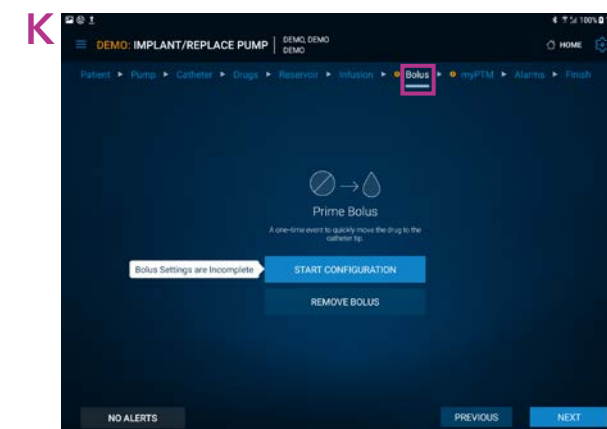 K
100%
DEMO: IMPLANT/REPLACE PUMP
DEMO, DEMO
DEMO
HOME
Patient ▸ Pump ▸ Catheter ▸ Drugs ▸ Reservoir ▸ Infusion ▸ Bolus ▸ myPTM ▸ Alarms ▸ Finish
Prime Bolus
A one-time event to quickly move the drug to the
catheter tip.
Bolus Settings are Incomplete
START CONFIGURATION
REMOVE BOLUS
NO ALERTS
PREVIOUS
NEXT